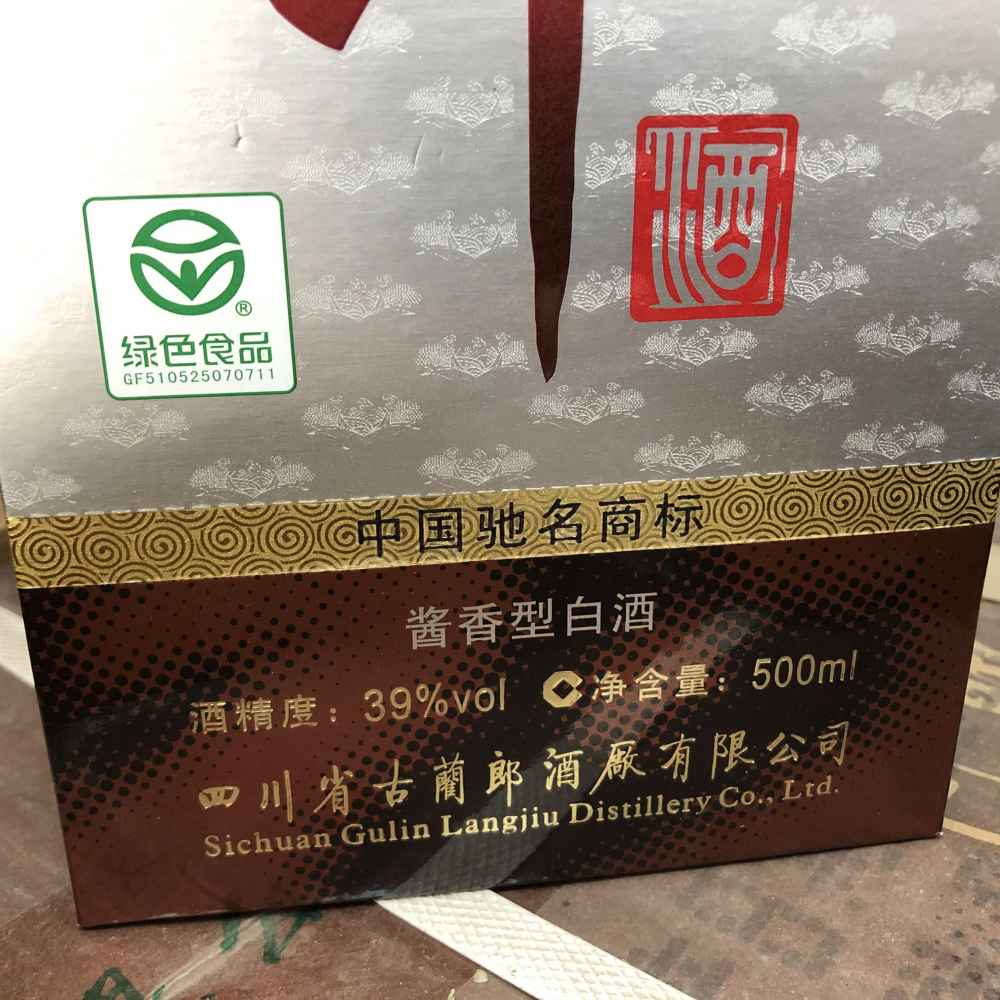 酒
绿色食品
GF510525070711
中国驰名商标
酱香型白酒
酒精度：39%vol 净含量：500ml
四川省古蔺郎酒厰有限公司
Sichuan Gulin Langjiu Distillery Co., Ltd.